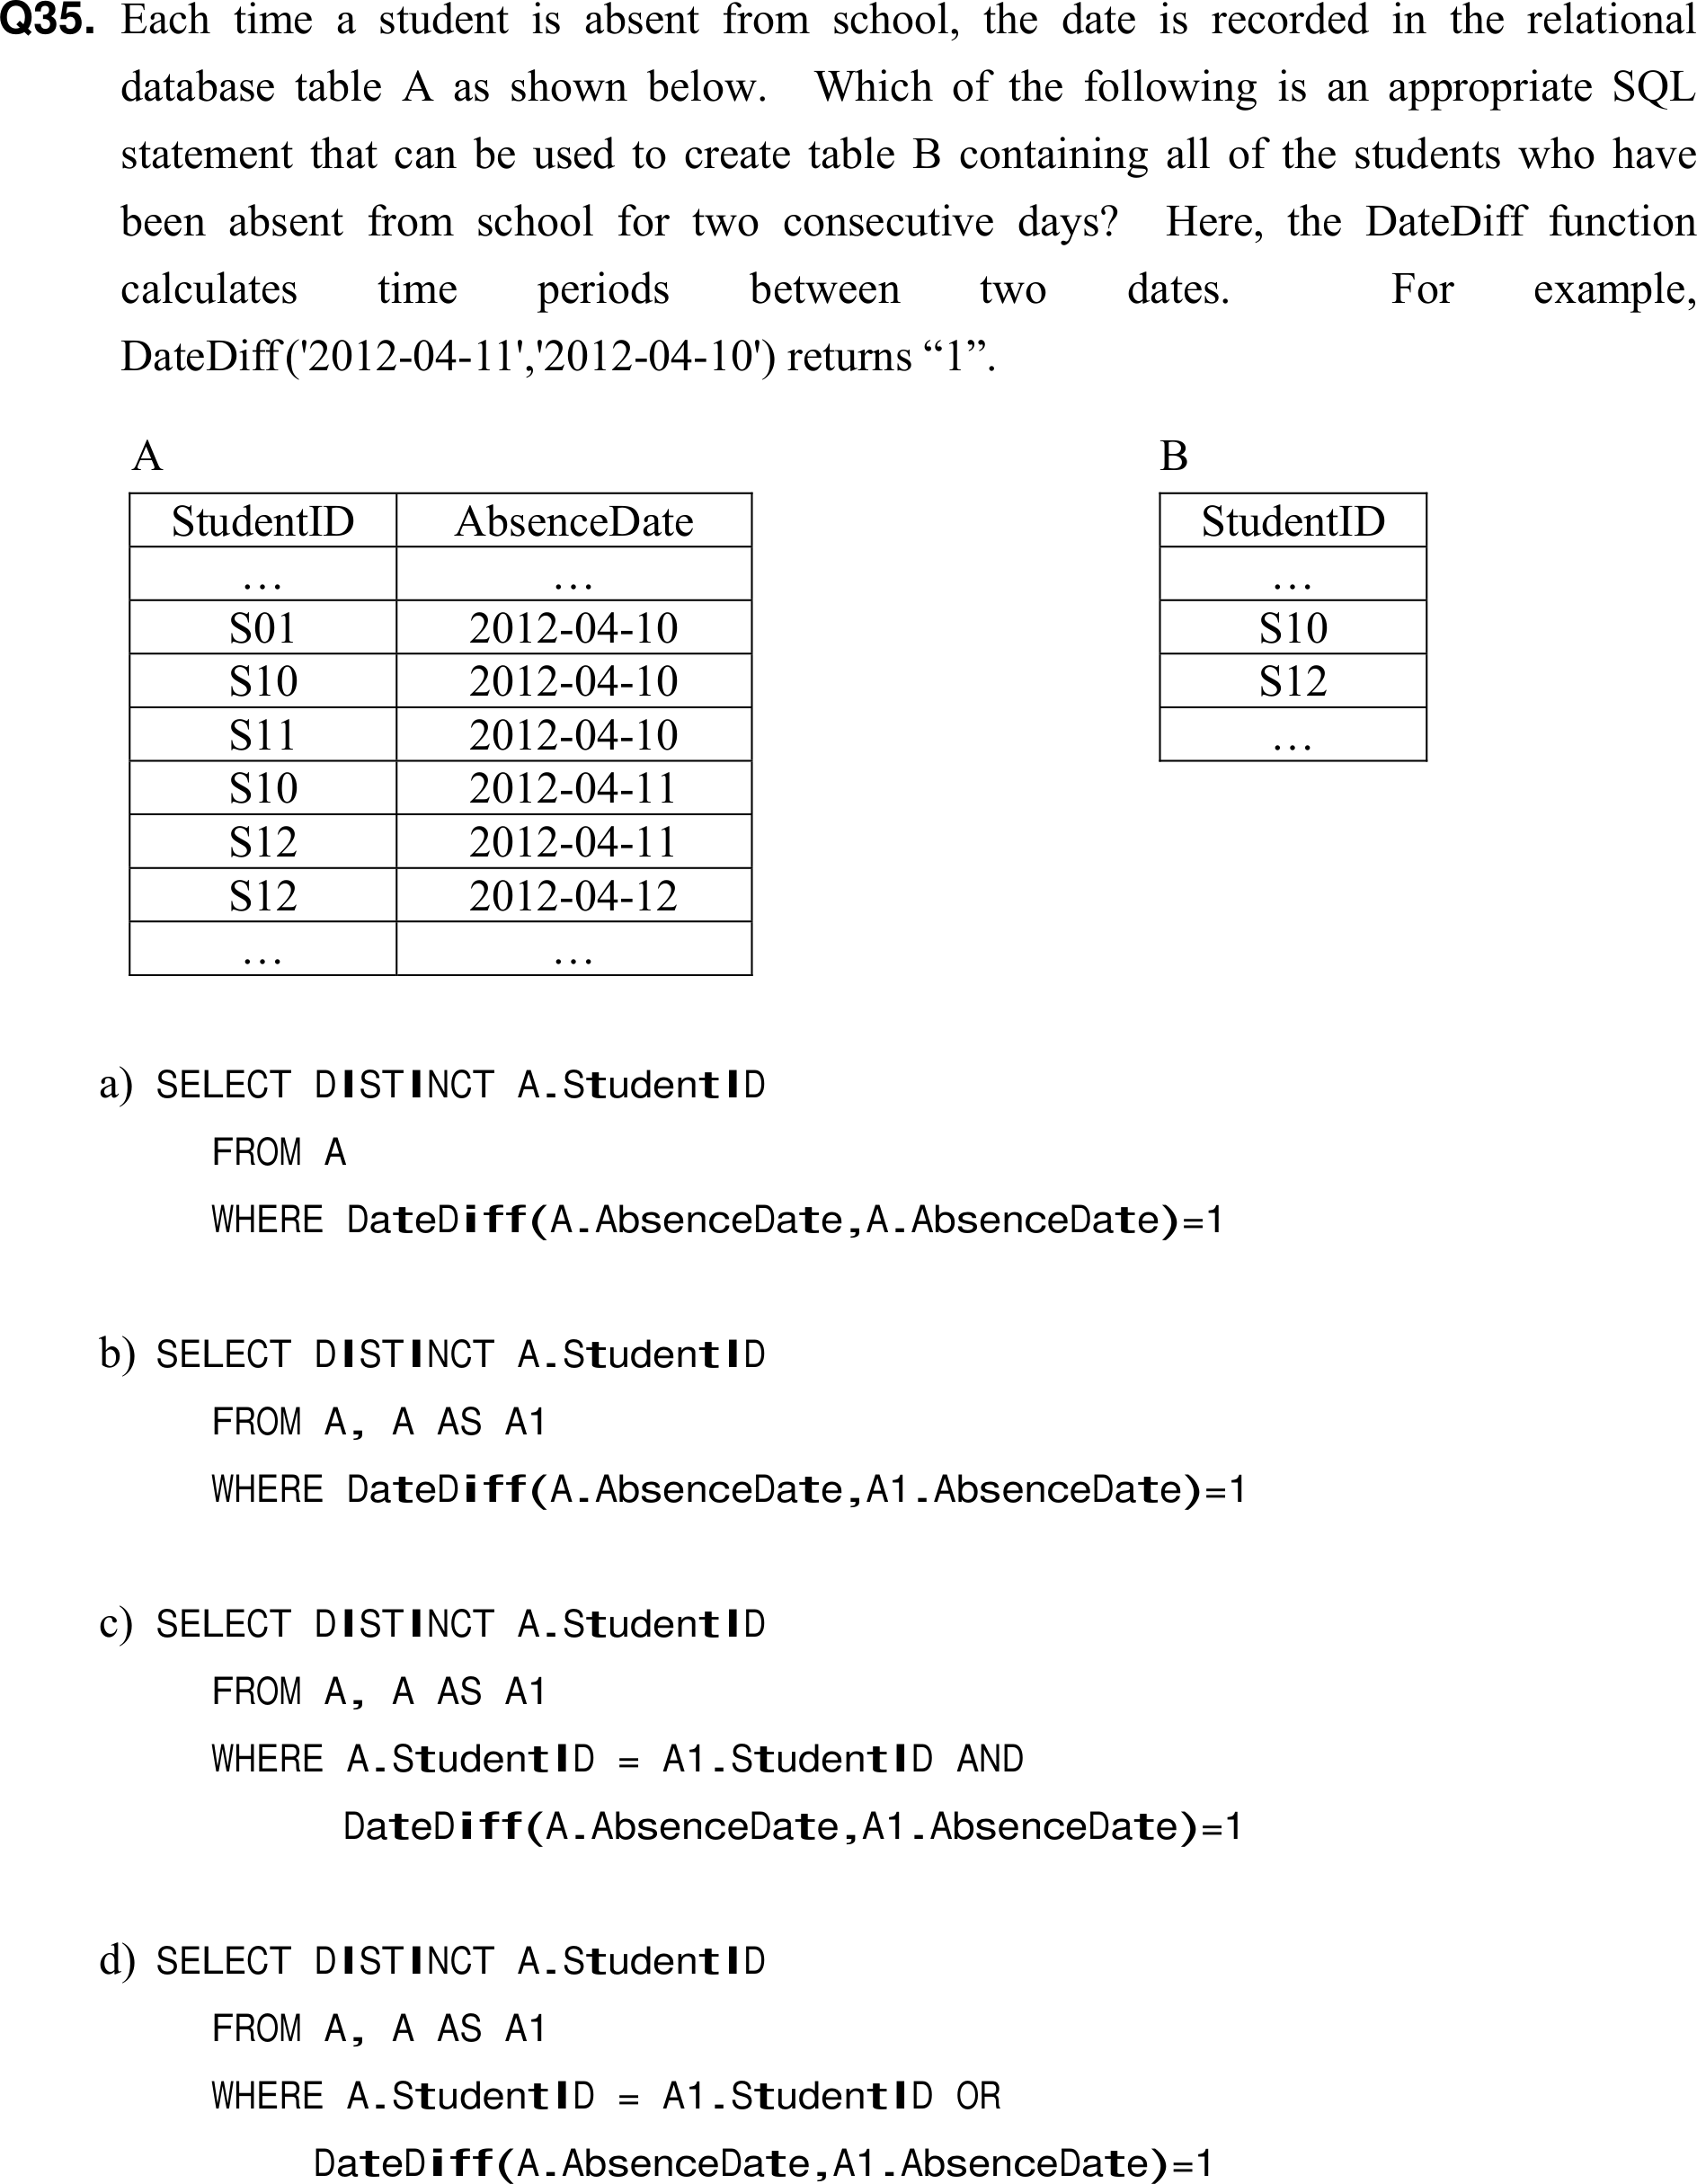 Q35. Each time a student is absent from school, the date is recorded in the relational
database table A as shown below. Which of the following is an appropriate SQL
statement that can be used to create table B containing all of the students who have
been absent from school for two consecutive days? Here, the DateDiff function
calculates time periods between two dates. For example,
DateDiff('2012-04-11','2012-04-10') returns “1”.
A B
StudentID AbsenceDate StudentID
… … …
S01 2012-04-10 S10
S10 2012-04-10 S12
S11 2012-04-10 …
S10 2012-04-11
S12 2012-04-11
S12 2012-04-12
… …
a) SELECT DISTINCT A.StudentID
FROM A
WHERE DateDiff(A.AbsenceDate,A.AbsenceDate)=1
b) SELECT DISTINCT A.StudentID
FROM A, A AS A1
WHERE DateDiff(A.AbsenceDate,A1.AbsenceDate)=1
c) SELECT DISTINCT A.StudentID
FROM A, A AS A1
WHERE A.StudentID = A1.StudentID AND
DateDiff(A.AbsenceDate,A1.AbsenceDate)=1
d) SELECT DISTINCT A.StudentID
FROM A, A AS A1
WHERE A.StudentID = A1.StudentID OR
DateDiff(A.AbsenceDate,A1.AbsenceDate)=1